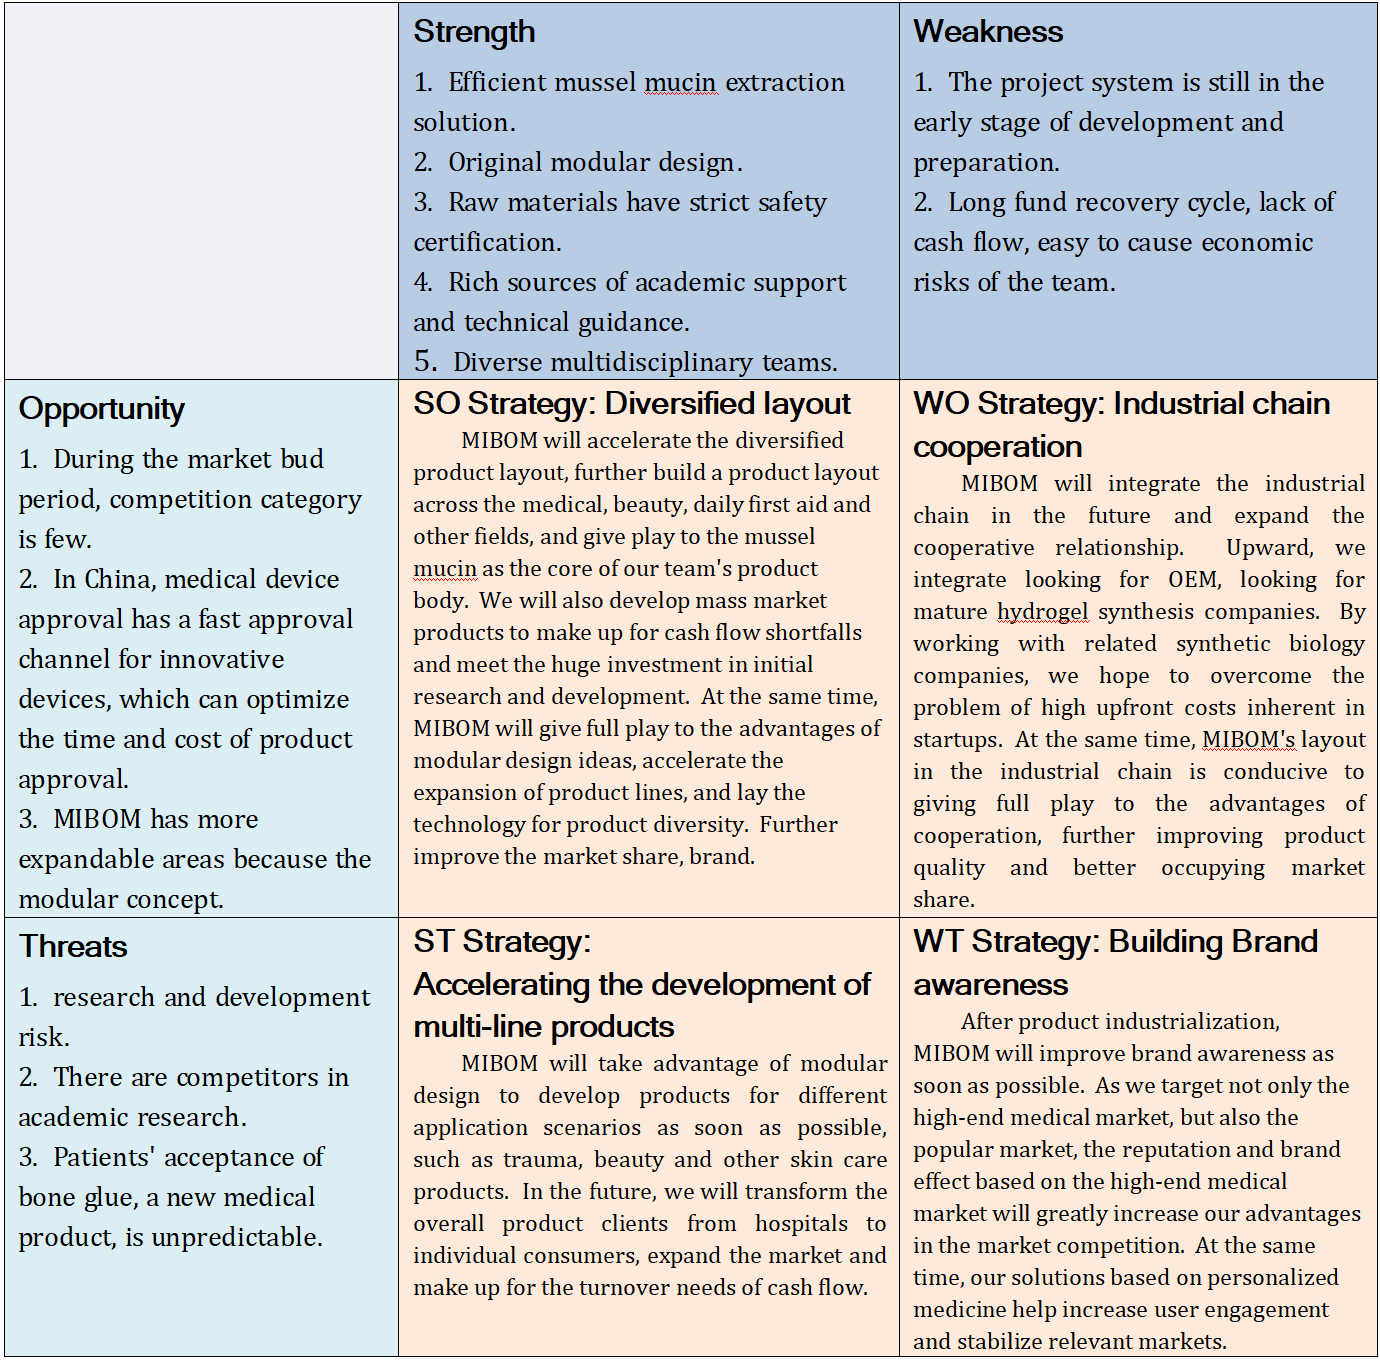 Strength
1. Efficient mussel mucin extraction
solution.
2. Original modular design.
3. Raw materials have strict safety
certification.
4. Rich sources of academic support
and technical guidance.
5. Diverse multidisciplinary teams.
Weakness
1. The project system is still in the
early stage of development and
preparation.
2. Long fund recovery cycle, lack of
cash flow, easy to cause economic
risks of the team.
Opportunity
1. During the market bud
period, competition category
is few.
2. In China, medical device
approval has a fast approval
channel for innovative
devices, which can optimize
the time and cost of product
approval.
3. MIBOM has more
expandable areas because the
modular concept.
SO Strategy: Diversified layout
MIBOM will accelerate the diversified
product layout, further build a product layout
across the medical, beauty, daily first aid and
other fields, and give play to the mussel
mucin as the core of our team's product
body. We will also develop mass market
products to make up for cash flow shortfalls
and meet the huge investment in initial
research and development. At the same time,
MIBOM will give full play to the advantages of
modular design ideas, accelerate the
expansion of product lines, and lay the
technology for product diversity. Further
improve the market share, brand.
WO Strategy: Industrial chain
cooperation
MIBOM will integrate the industrial
chain in the future and expand the
cooperative relationship. Upward, we
integrate looking for OEM, looking for
mature hydrogel synthesis companies. By
working with related synthetic biology
companies, we hope to overcome the
problem of high upfront costs inherent in
startups. At the same time, MIBOM's layout
in the industrial chain is conducive to
giving full play to the advantages of
cooperation, further improving product
quality and better occupying market
share.
Threats
1. research and development
risk.
2. There are competitors in
academic research.
3. Patients' acceptance of
bone glue, a new medical
product, is unpredictable.
ST Strategy:
Accelerating the development of
multi-line products
MIBOM will take advantage of modular
design to develop products for different
application scenarios as soon as possible,
such as trauma, beauty and other skin care
products. In the future, we will transform the
overall product clients from hospitals to
individual consumers, expand the market and
make up for the turnover needs of cash flow.
WT Strategy: Building Brand
awareness
After product industrialization,
MIBOM will improve brand awareness as
soon as possible. As we target not only the
high-end medical market, but also the
popular market, the reputation and brand
effect based on the high-end medical
market will greatly increase our advantages
in the market competition. At the same
time, our solutions based on personalized
medicine help increase user engagement
and stabilize relevant markets.